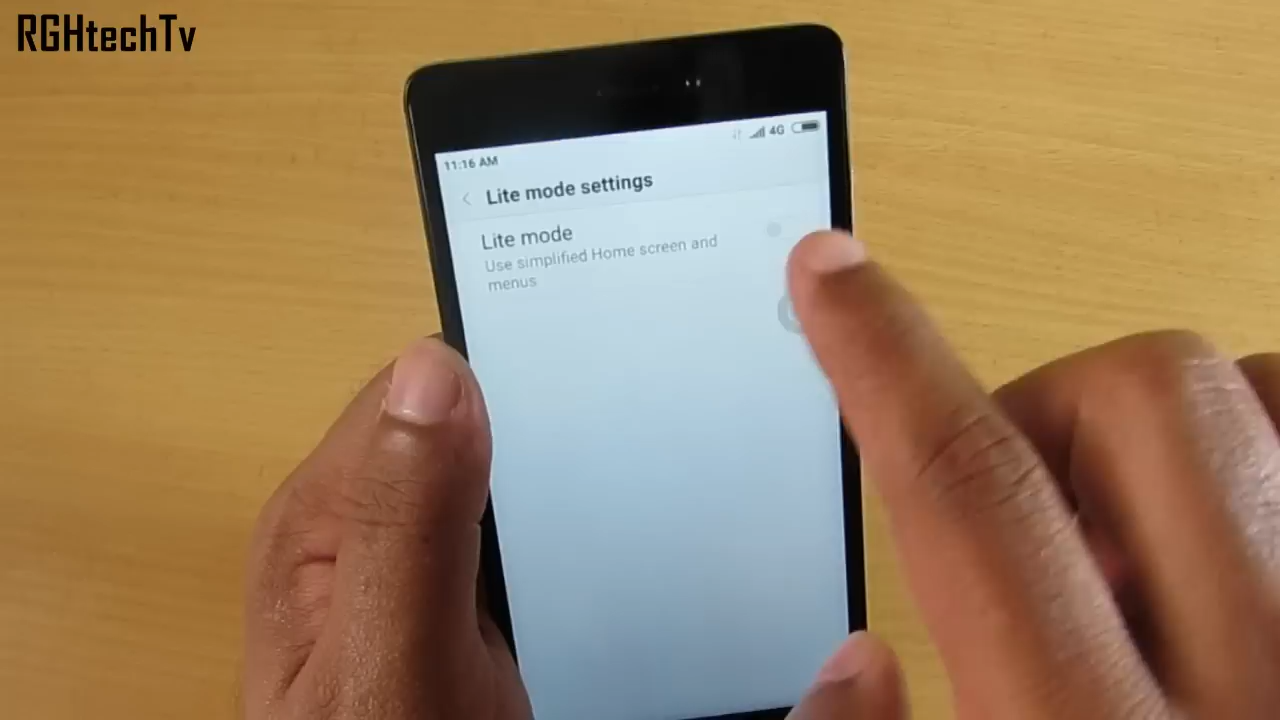 RGHtechTv
11:16 AM
4G
Lite mode settings
Lite mode
Use simplified Home screen and
menus